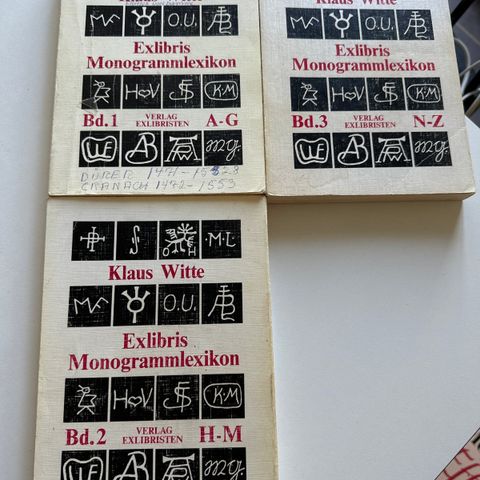 Klaus Witte
O.U.
Exlibris
Monogrammlexikon
K·M
Bd.1 VERLAG EXLIBRISTEN A-G
DÜRER 1471-1528
CRANACH 1472-1553
Klaus Witte
O.U.
Exlibris
Monogrammlexikon
K·M
Bd.3 VERLAG EXLIBRISTEN N-Z
·M·L·
Klaus Witte
O.U.
Exlibris
Monogrammlexikon
K·M
Bd.2 VERLAG EXLIBRISTEN H-M